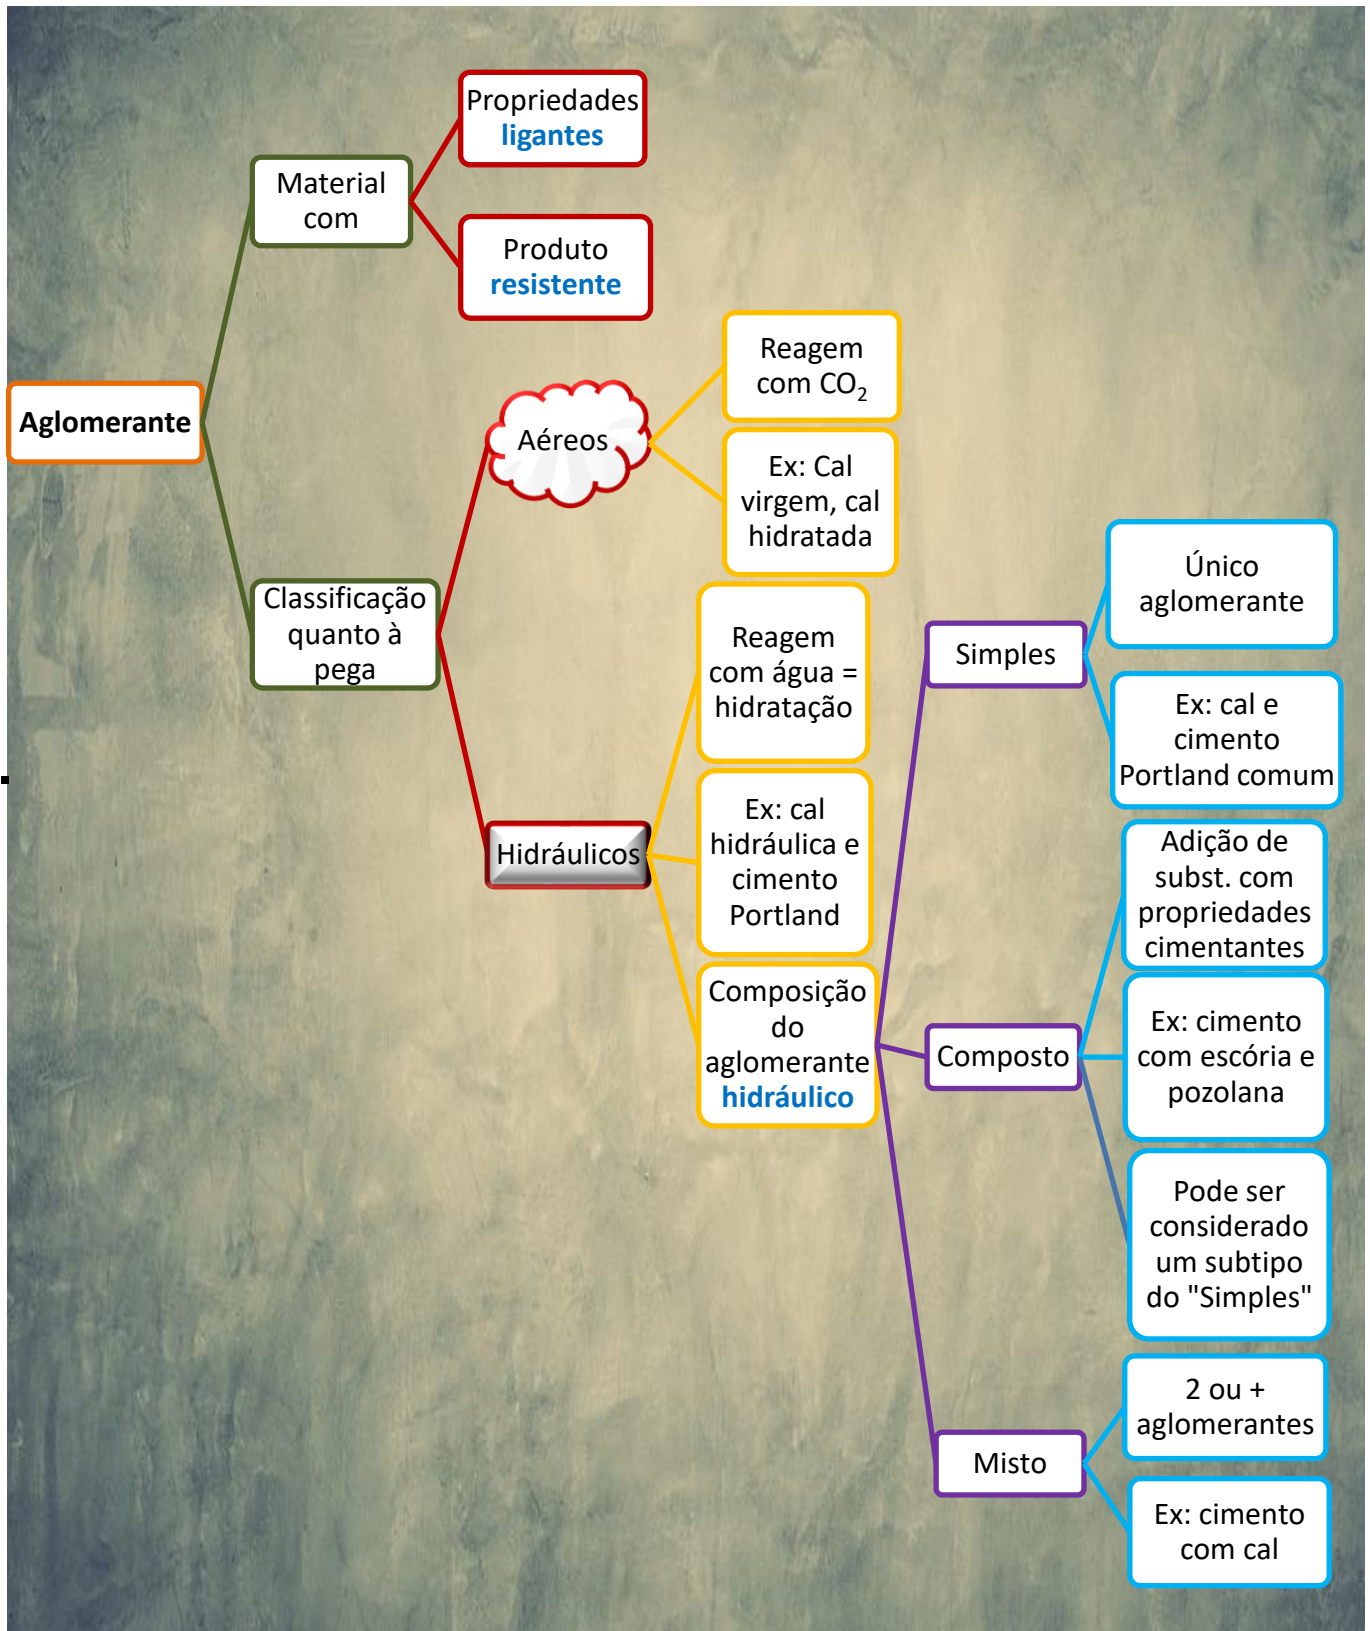 Propriedades
ligantes
Material
com
Produto
resistente
Aglomerante
Reagem
com CO₂
Aéreos
Ex: Cal
virgem, cal
hidratada
Classificação
quanto à
pega
Reagem
com água =
hidratação
Ex: cal
hidráulica e
cimento
Portland
Hidráulicos
Composição
do
aglomerante
hidráulico
Simples
Único
aglomerante
Ex: cal e
cimento
Portland comum
Composto
Adição de
subst. com
propriedades
cimentantes
Ex: cimento
com escória e
pozolana
Pode ser
considerado
um subtipo
do "Simples"
Misto
2 ou +
aglomerantes
Ex: cimento
com cal